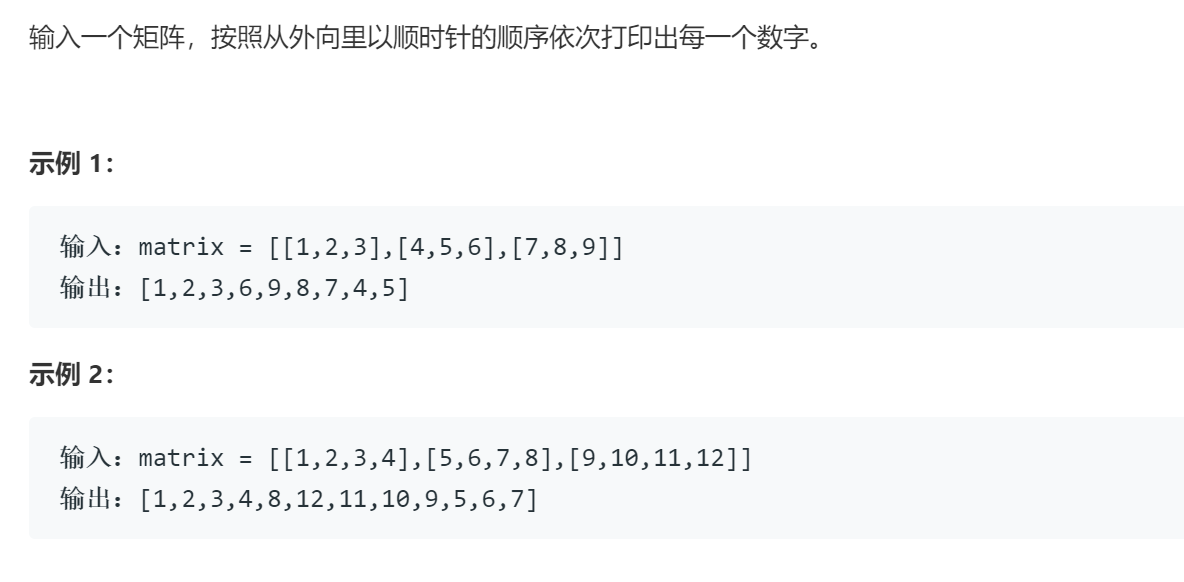 输入一个矩阵，按照从外向里以顺时针的顺序依次打印出每一个数字。
示例 1：
输入：matrix = [[1,2,3],[4,5,6],[7,8,9]]
输出：[1,2,3,6,9,8,7,4,5]
示例 2：
输入：matrix = [[1,2,3,4],[5,6,7,8],[9,10,11,12]]
输出：[1,2,3,4,8,12,11,10,9,5,6,7]